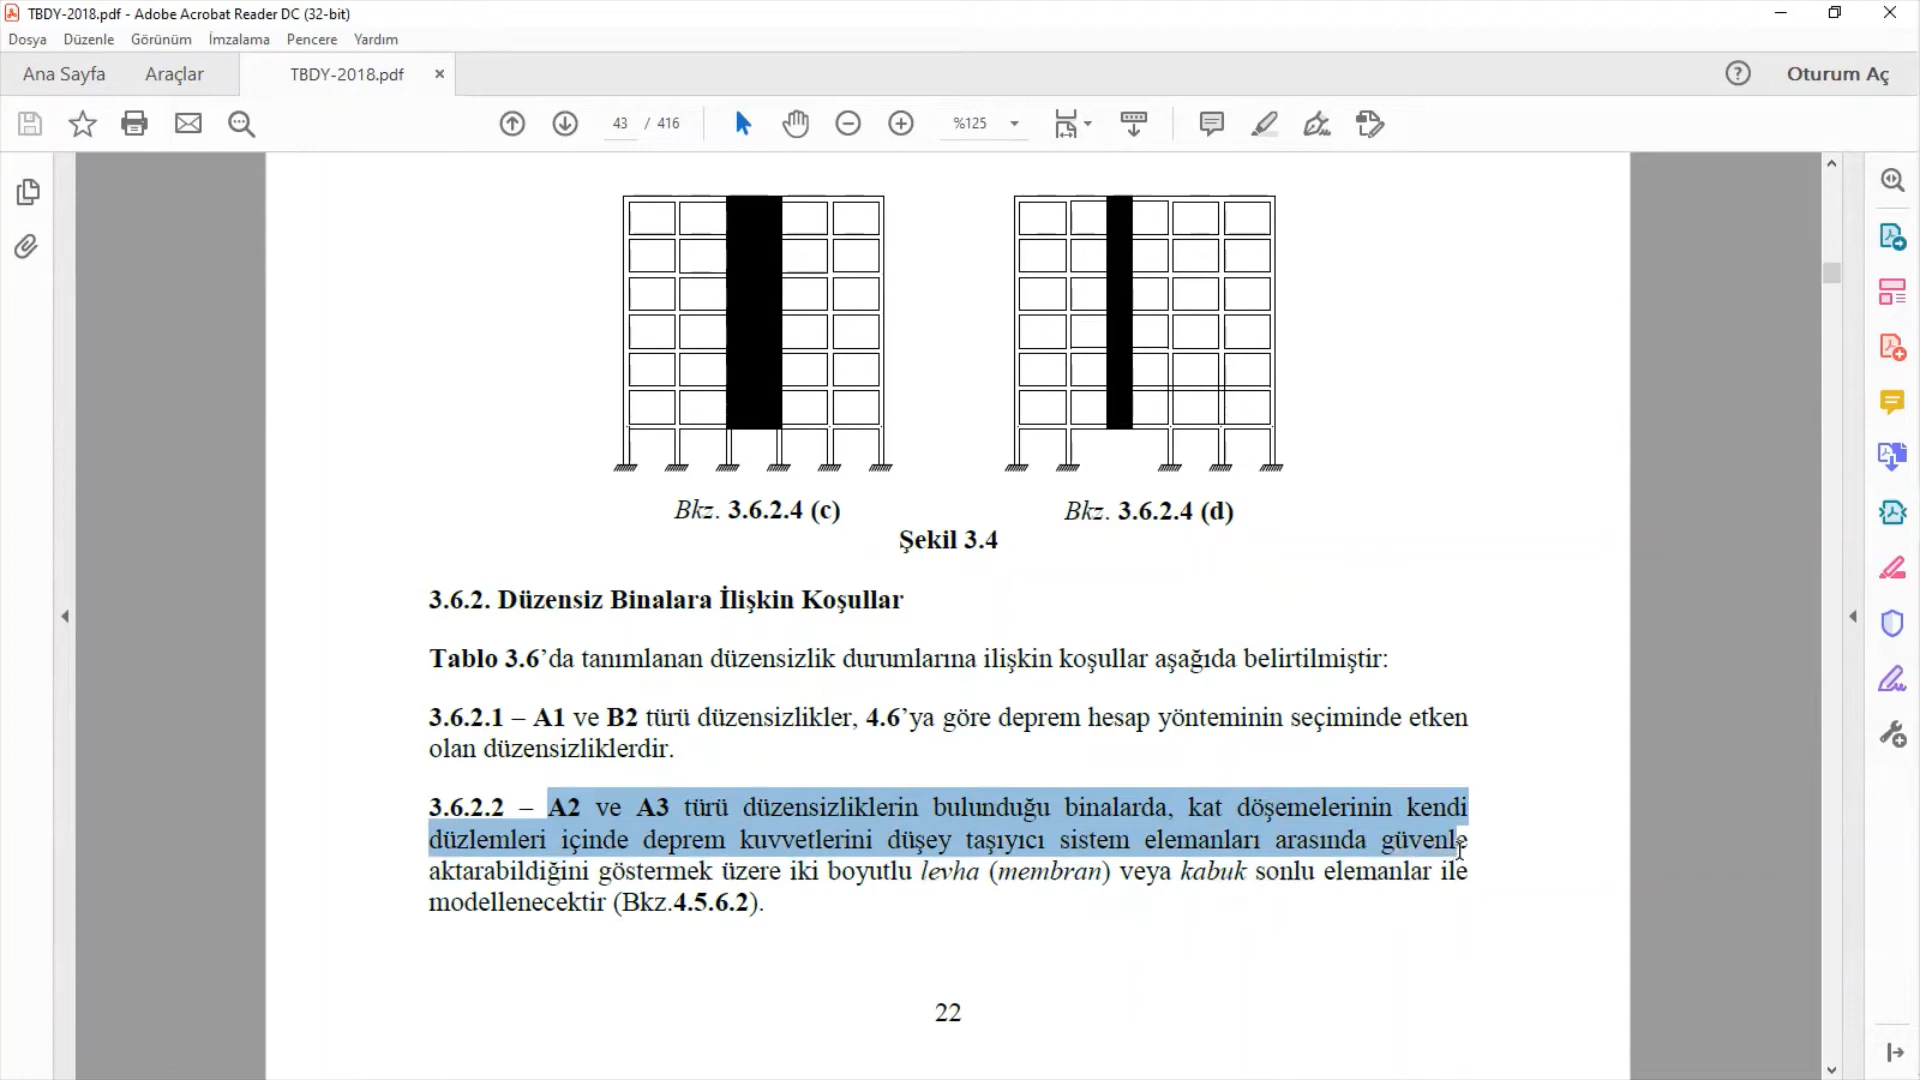 TBDY-2018.pdf - Adobe Acrobat Reader DC (32-bit)
Dosya Düzenle Görünüm İmzalama Pencere Yardım
Ana Sayfa Araçlar TBDY-2018.pdf Oturum Aç
43 / 416 %125
Bkz. 3.6.2.4 (c) Bkz. 3.6.2.4 (d)
Şekil 3.4
3.6.2. Düzensiz Binalara İlişkin Koşullar
Tablo 3.6’da tanımlanan düzensizlik durumlarına ilişkin koşullar aşağıda belirtilmiştir:
3.6.2.1 – A1 ve B2 türü düzensizlikler, 4.6’ya göre deprem hesap yönteminin seçiminde etken
olan düzensizliklerdir.
3.6.2.2 – A2 ve A3 türü düzensizliklerin bulunduğu binalarda, kat döşemelerinin kendi
düzlemleri içinde deprem kuvvetlerini düşey taşıyıcı sistem elemanları arasında güvenle
aktarabildiğini göstermek üzere iki boyutlu levha (membran) veya kabuk sonlu elemanlar ile
modellenecektir (Bkz.4.5.6.2).
22